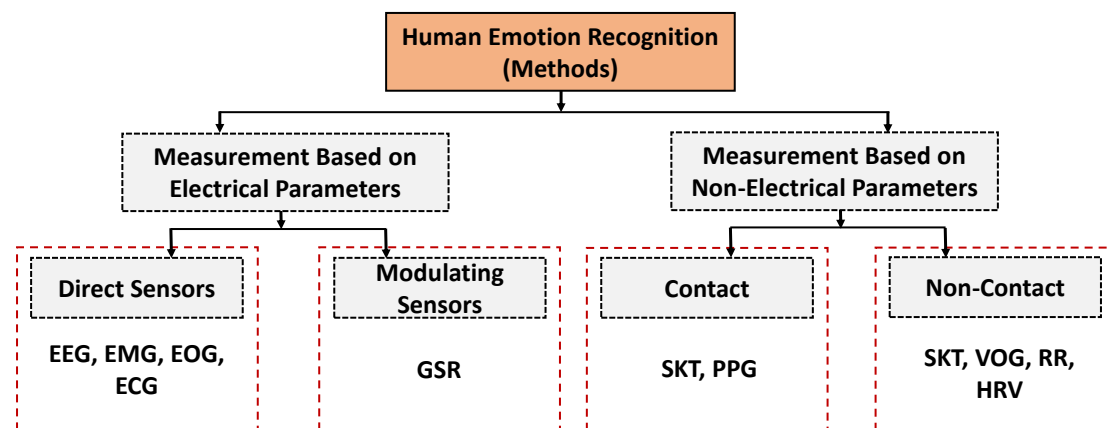 Human Emotion Recognition
(Methods)
Measurement Based on
Electrical Parameters
Measurement Based on
Non-Electrical Parameters
Direct Sensors
Modulating
Sensors
Contact
Non-Contact
EEG, EMG, EOG,
ECG
GSR
SKT, PPG
SKT, VOG, RR,
HRV